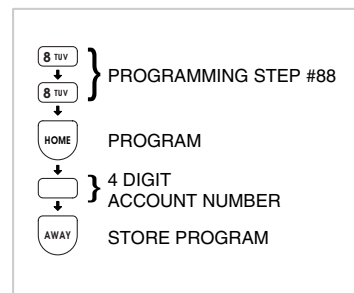 8 TUV
PROGRAMMING STEP #88
8 TUV
HOME PROGRAM
4 DIGIT
ACCOUNT NUMBER
AWAY STORE PROGRAM